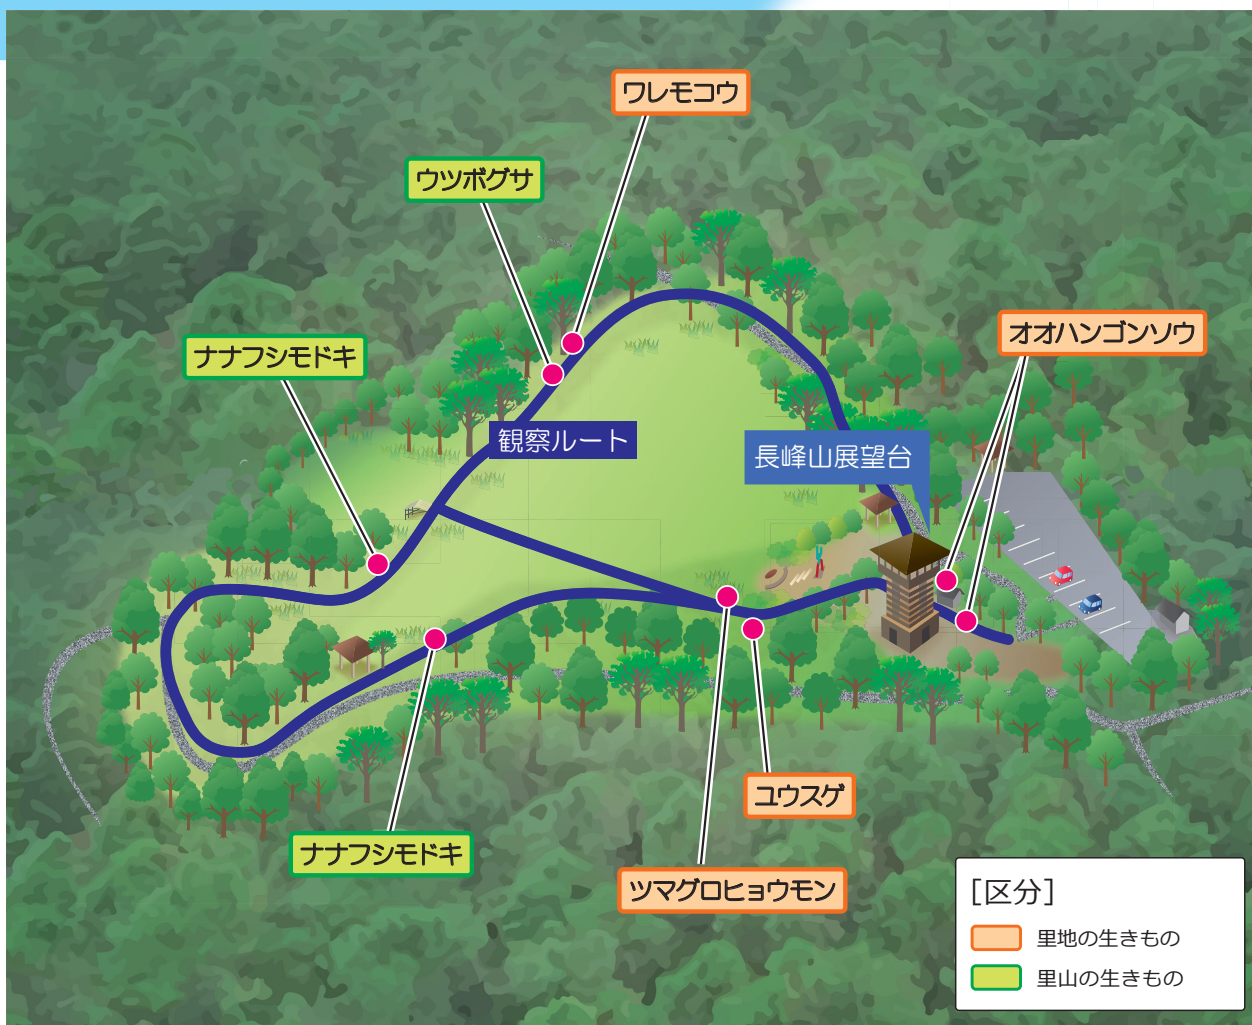 ワレモコウ
ウツボグサ
オオハンゴンソウ
ナナフシモドキ
観察ルート
長峰山展望台
ユウスゲ
ナナフシモドキ
ツマグロヒョウモン
[区分]
里地の生きもの
里山の生きもの